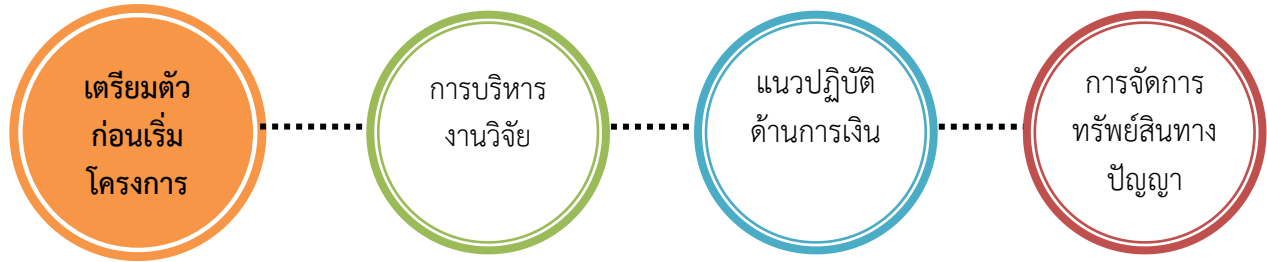 เตรียมตัว
ก่อนเริ่ม
โครงการ
การบริหาร
งานวิจัย
แนวปฏิบัติ
ด้านการเงิน
การจัดการ
ทรัพย์สินทาง
ปัญญา